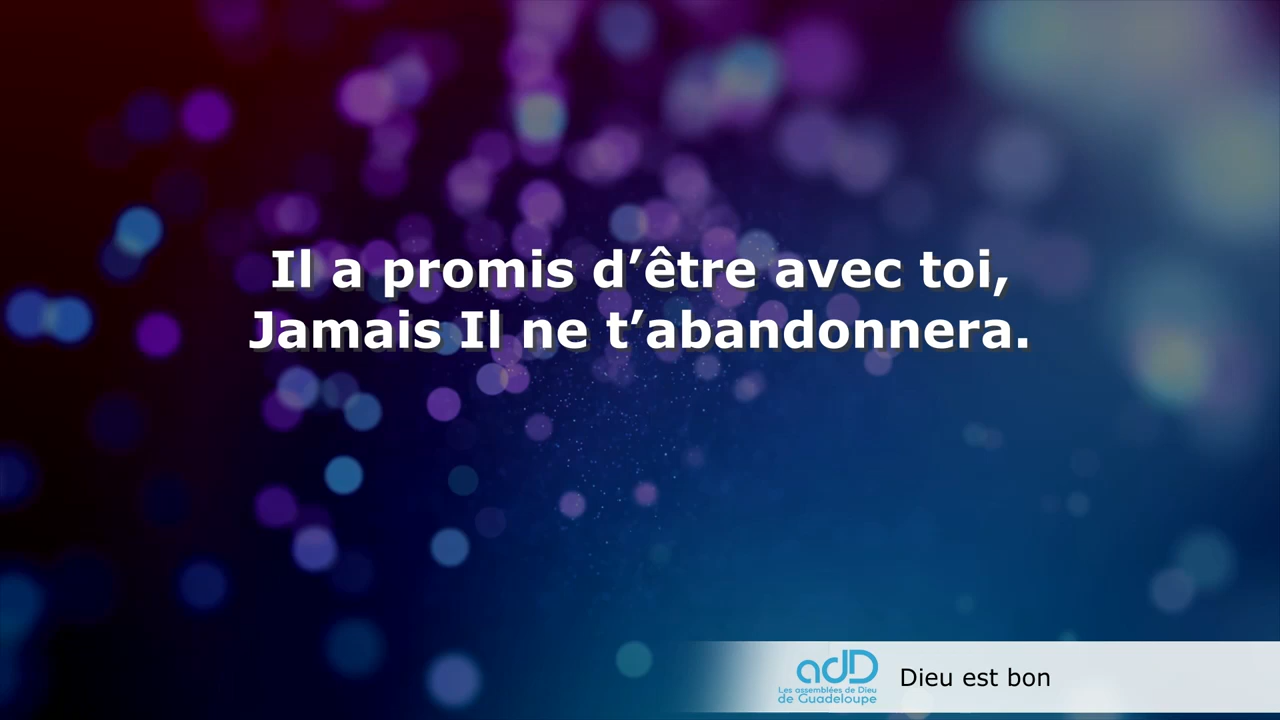 Il a promis d’être avec toi,
Jamais Il ne t’abandonnera.
adD
Les assemblées de Dieu
de Guadeloupe
Dieu est bon